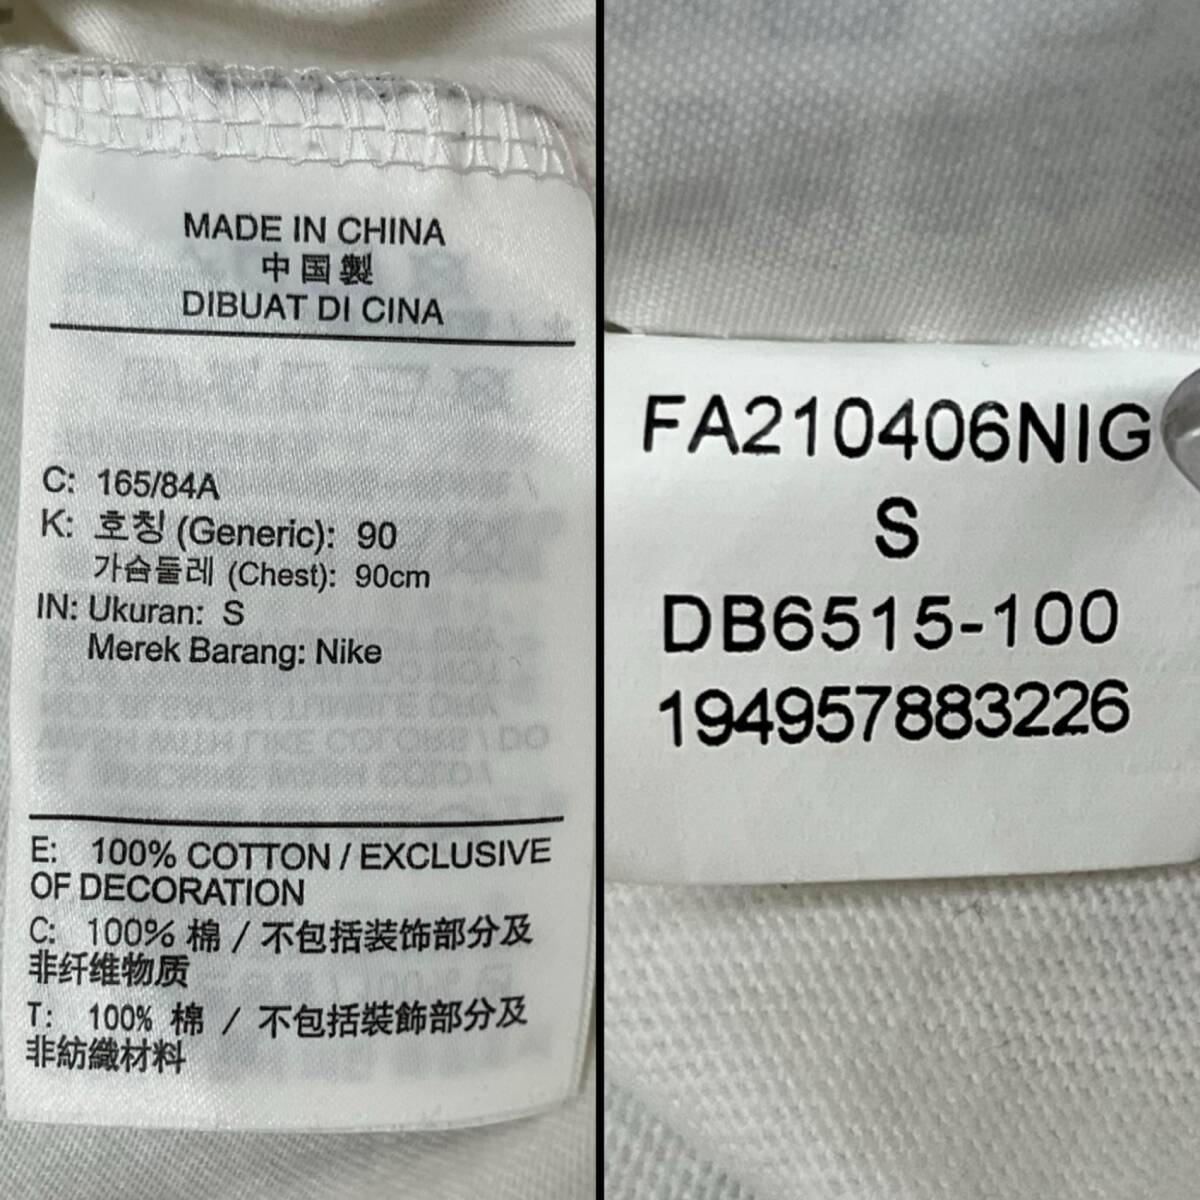 MADE IN CHINA
中国製
DIBUAT DI CINA
C: 165/84A
K: 호칭 (Generic): 90
가슴둘레 (Chest): 90cm
IN: Ukuran: S
Merek Barang: Nike
E: 100% COTTON / EXCLUSIVE
OF DECORATION
C: 100% 棉 / 不包括装饰部分及
非纤维物质
T: 100% 棉 / 不包括裝飾部分及
非紡織材料
FA210406NIG
S
DB6515-100
194957883226